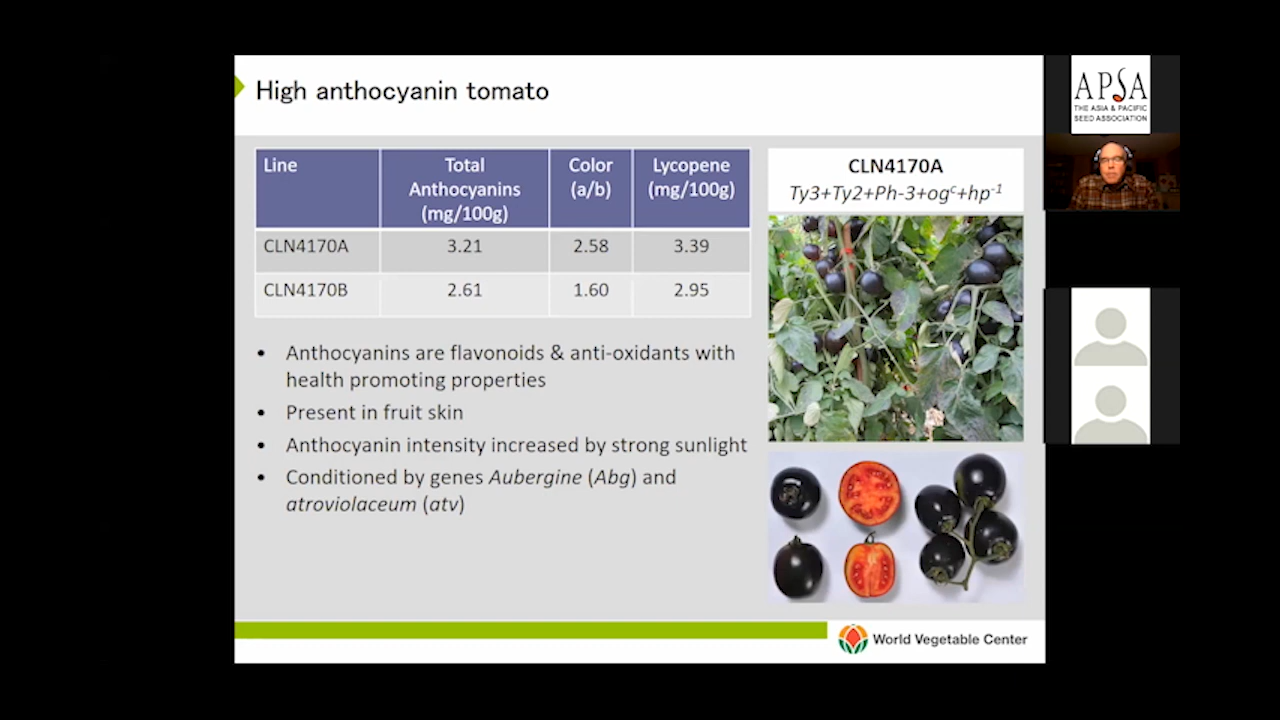 High anthocyanin tomato
Line
Total
Anthocyanins
(mg/100g)
Color
(a/b)
Lycopene
(mg/100g)
CLN4170A 3.21 2.58 3.39
CLN4170B 2.61 1.60 2.95
• Anthocyanins are flavonoids & anti-oxidants with
health promoting properties
• Present in fruit skin
• Anthocyanin intensity increased by strong sunlight
• Conditioned by genes Aubergine (Abg) and
atroviolaceum (atv)
CLN4170A
Ty3+Ty2+Ph-3+ogᶜ+hp⁻¹
World Vegetable Center
APSA
THE ASIA & PACIFIC
SEED ASSOCIATION